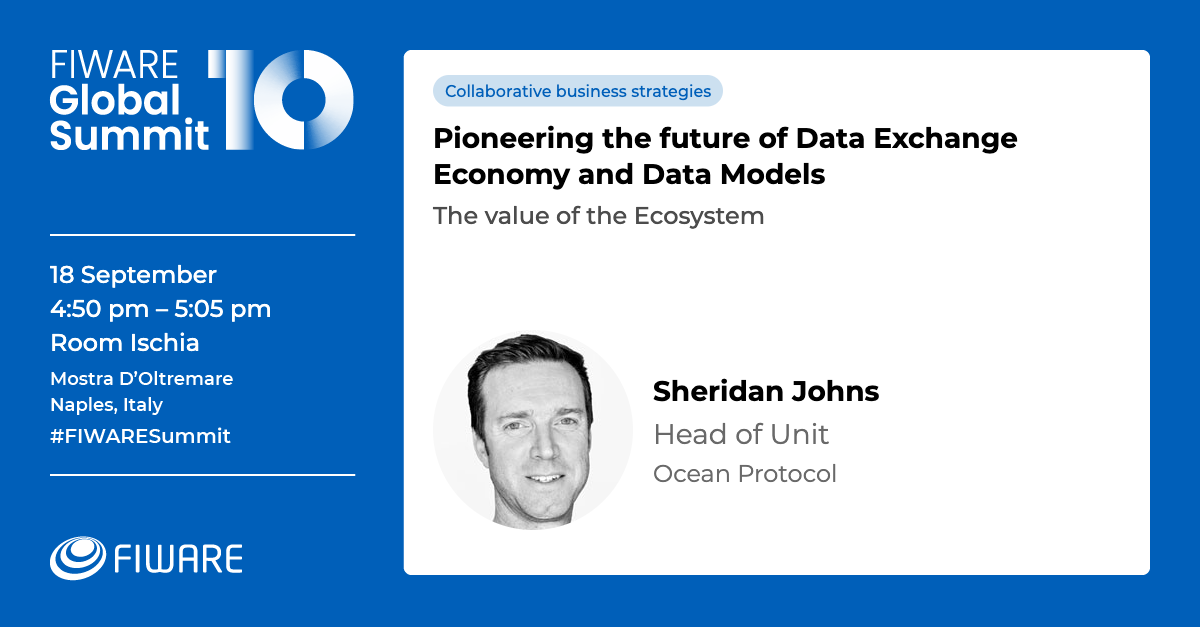 FIWARE
Global
Summit
10
18 September
4:50 pm – 5:05 pm
Room Ischia
Mostra D’Oltremare
Naples, Italy
#FIWARESummit
FIWARE
Collaborative business strategies
Pioneering the future of Data Exchange
Economy and Data Models
The value of the Ecosystem
Sheridan Johns
Head of Unit
Ocean Protocol